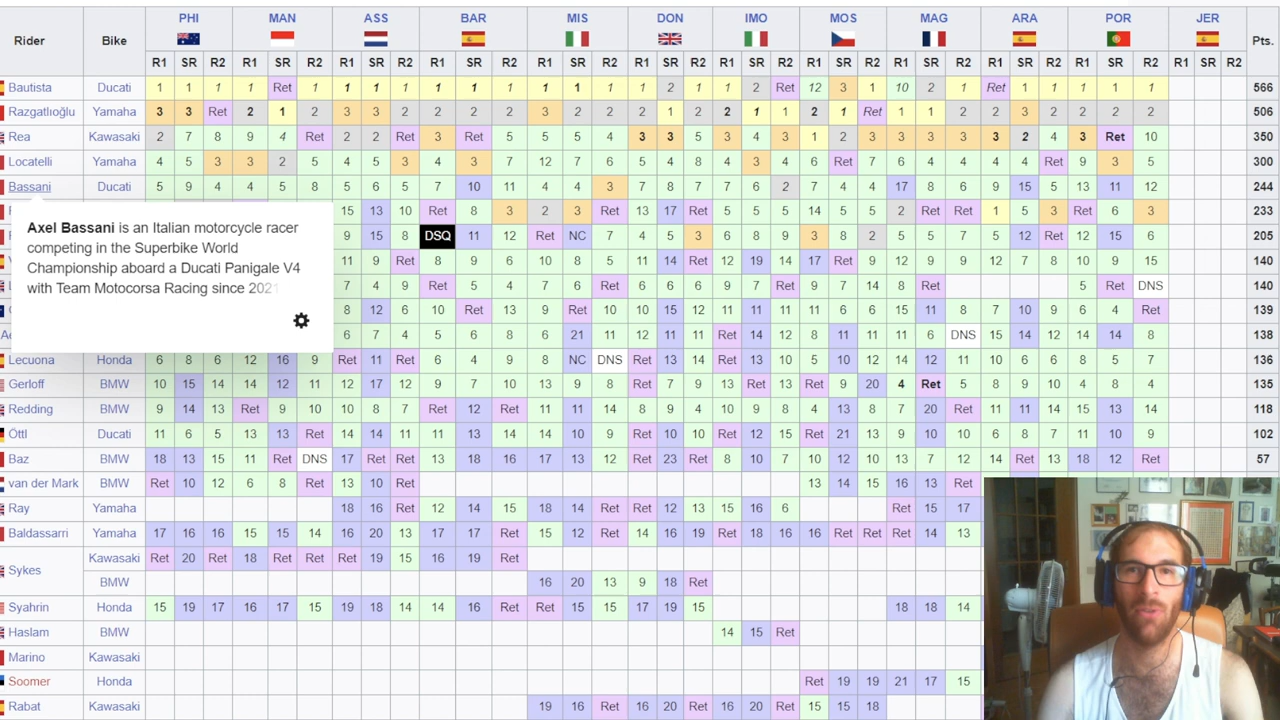 PHI MAN ASS BAR MIS DON IMO MOS MAG ARA POR JER
Rider Bike Pts.
R1 SR R2 R1 SR R2 R1 SR R2 R1 SR R2 R1 SR R2 R1 SR R2 R1 SR R2 R1 SR R2 R1 SR R2 R1 SR R2 R1 SR R2 R1 SR R2
Bautista Ducati 1 1 1 1 Ret 1 1 1 1 1 1 1 1 1 1 1 2 1 1 2 Ret 12 3 1 10 2 1 Ret 1 1 1 1 1 566
Razgatlıoğlu Yamaha 3 3 Ret 2 1 2 3 3 2 2 2 2 3 2 2 2 1 2 2 1 1 2 1 Ret 1 1 2 2 3 2 2 2 2 506
Rea Kawasaki 2 7 8 9 4 Ret 2 2 Ret 3 Ret 5 5 5 4 3 3 5 3 4 3 1 2 3 3 3 3 3 2 4 3 Ret 10 350
Locatelli Yamaha 4 5 3 3 2 5 4 5 3 4 3 7 12 7 6 5 4 8 4 3 4 6 Ret 7 6 4 4 4 4 Ret 9 3 5 300
Bassani Ducati 5 9 4 4 5 8 5 6 5 7 10 11 4 4 3 7 8 7 7 6 2 7 4 4 17 8 6 9 15 5 13 11 12 244
15 13 10 Ret 8 3 2 3 Ret 13 17 Ret 5 5 5 14 5 5 2 Ret Ret 1 5 3 Ret 6 3 233
Axel Bassani is an Italian motorcycle racer
competing in the Superbike World
Championship aboard a Ducati Panigale V4
with Team Motocorsa Racing since 2021
9 15 8 DSQ 11 12 Ret NC 7 4 5 3 6 8 9 3 8 2 5 5 7 5 12 Ret 12 15 6 205
11 9 Ret 8 9 6 10 8 5 11 14 Ret 12 19 14 17 Ret 9 12 9 8 12 7 8 10 9 15 140
7 4 9 Ret 5 4 7 6 Ret 6 6 6 9 7 Ret 9 7 14 8 Ret 5 Ret DNS 140
8 12 6 10 Ret 13 9 Ret 10 10 15 12 11 11 11 11 6 6 15 11 8 7 10 9 6 4 Ret 139
6 7 4 5 6 8 6 21 11 12 11 11 Ret 14 12 8 11 11 11 6 DNS 15 14 12 14 14 8 138
Lecuona Honda 6 8 6 12 16 9 Ret 11 Ret 6 4 9 8 NC DNS Ret 13 14 Ret 13 10 5 10 12 14 12 11 10 6 6 8 5 7 136
Gerloff BMW 10 15 14 14 12 11 12 17 12 9 7 10 13 9 8 Ret 7 9 13 Ret 13 Ret 9 20 4 Ret 5 8 9 10 4 8 4 135
Redding BMW 9 14 13 Ret 9 10 10 8 7 Ret 12 Ret 11 11 14 8 9 4 10 9 8 4 13 8 7 20 Ret 11 11 14 15 13 14 118
Öttl Ducati 11 6 5 13 13 Ret 14 14 11 11 13 14 14 10 9 Ret 10 10 Ret 12 15 Ret 21 13 9 10 10 6 8 7 11 10 9 102
Baz BMW 18 13 15 11 Ret DNS 17 Ret Ret 13 18 16 17 13 12 Ret 23 Ret 8 10 7 10 12 10 13 7 12 14 Ret 13 18 12 Ret 57
van der Mark BMW Ret 10 12 6 8 Ret 13 10 Ret 13 14 15 16 13 Ret
Ray Yamaha 18 16 Ret 12 14 15 18 14 Ret Ret 12 13 15 16 6 Ret 15 17
Baldassarri Yamaha 17 16 16 15 15 14 16 20 13 17 17 Ret 15 12 Ret 14 16 19 Ret 18 16 16 Ret Ret Ret 14 13
Sykes Kawasaki Ret 20 Ret 18 Ret Ret Ret 19 15 16 19 Ret
BMW 16 20 13 9 18 Ret
Syahrin Honda 15 19 17 16 17 15 19 18 14 14 16 Ret Ret 15 15 17 19 15 18 18 14
Haslam BMW 14 15 Ret
Marino Kawasaki
Soomer Honda Ret 19 19 21 17 15
Rabat Kawasaki 19 16 Ret 16 20 Ret 16 20 Ret 15 15 18